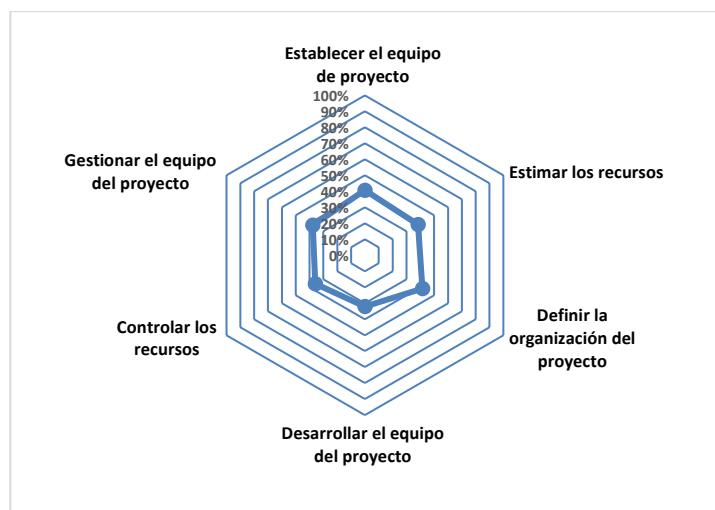 Establecer el equipo
de proyecto
100%
90%
80%
70%
60%
50%
40%
30%
20%
10%
0%
Gestionar el equipo
del proyecto
Estimar los recursos
Controlar los
recursos
Definir la
organización del
proyecto
Desarrollar el equipo
del proyecto